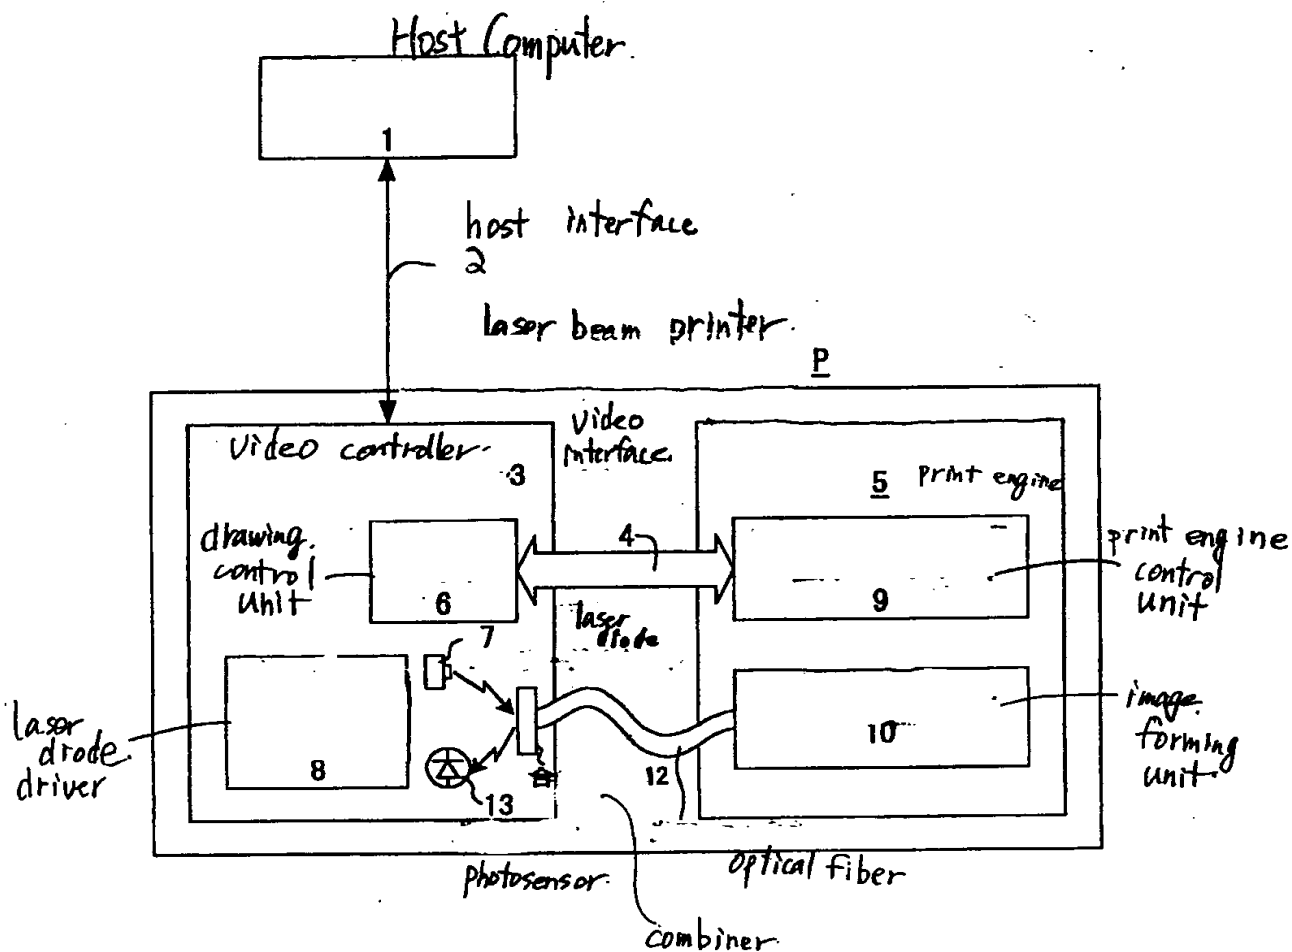 Host Computer.
1
host interface
2
laser beam printer.
P
Video controller.
3
Video
interface.
5 print engine
drawing.
control
unit
6
4
9
print engine
control
unit
7
laser
diode
laser
diode
driver
8
13
12
10
image.
forming
unit.
photosensor.
Optical fiber
combiner.